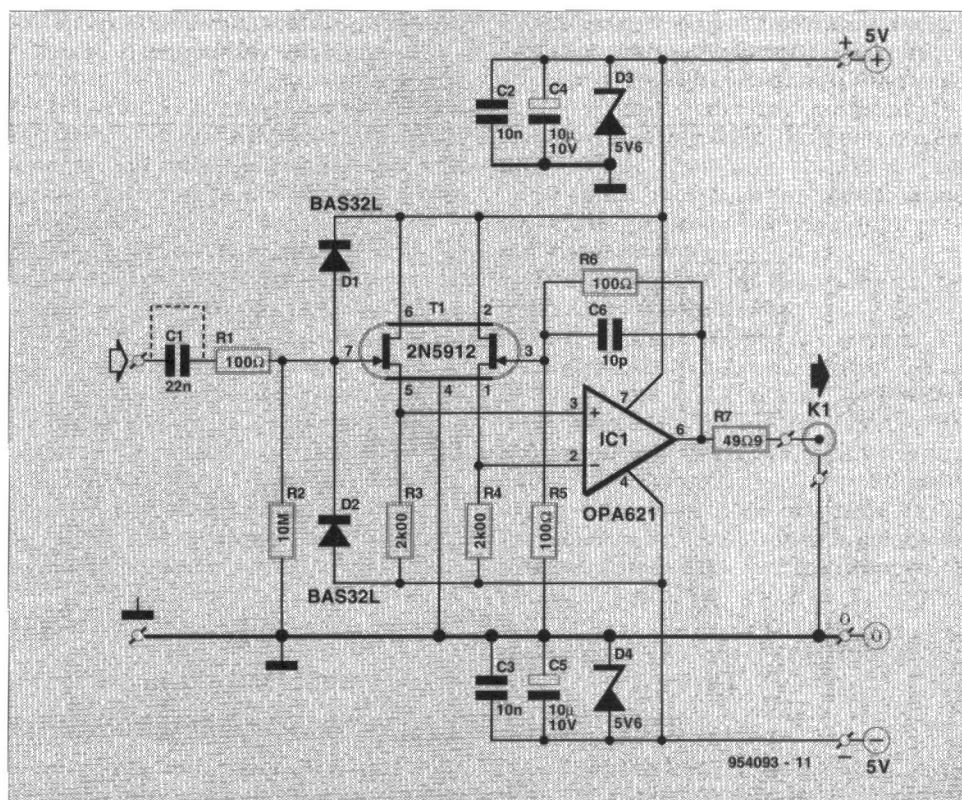 + 5V
+
C2
C4
D3
10n
10μ
10V
5V6
BAS32L
D1
R6
100Ω
T1
6
2
C6
10p
C1
22n
R1
100Ω
7
2N5912
3
5
4
1
3
+
7
IC1
6
2
−
4
OPA621
R7
49Ω9
K1
R2
10M
D2
R3
2k00
R4
2k00
R5
100Ω
BAS32L
0
0
C3
C5
D4
10n
10μ
10V
5V6
954093 - 11
−
−
5V